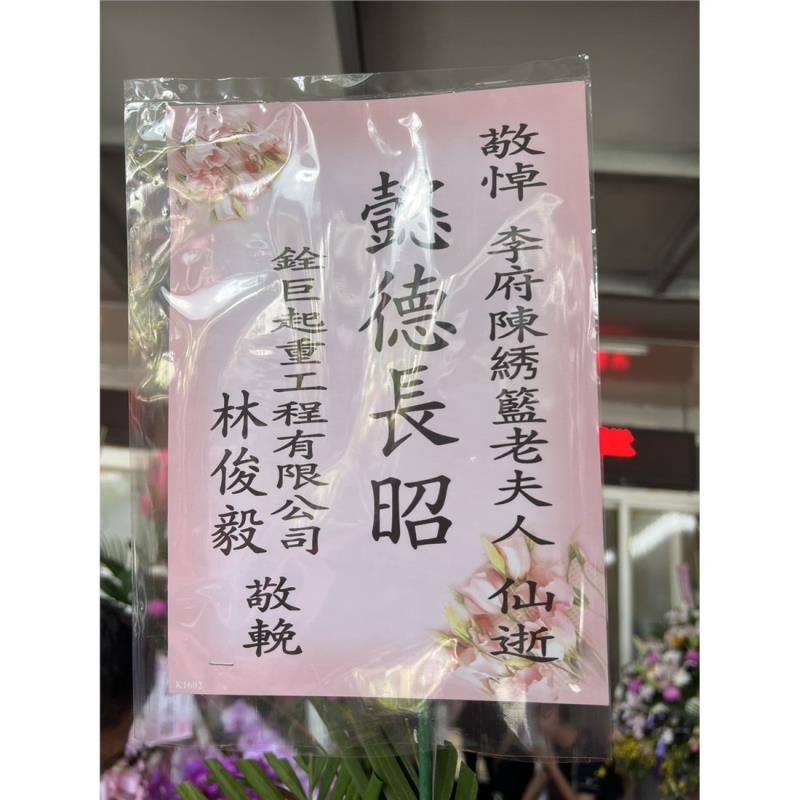 敬悼 李府陳綉籃老夫人 仙逝
懿德長昭
銓巨起重工程有限公司
林俊毅
敬輓
K1602